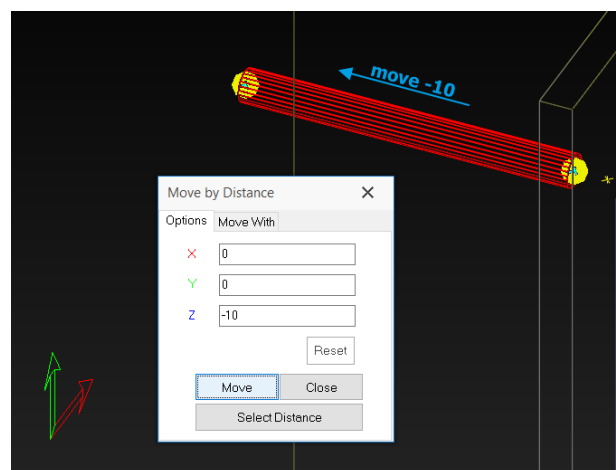 move -10
Move by Distance
Options Move With
X 0
Y 0
Z -10
Reset
Move Close
Select Distance